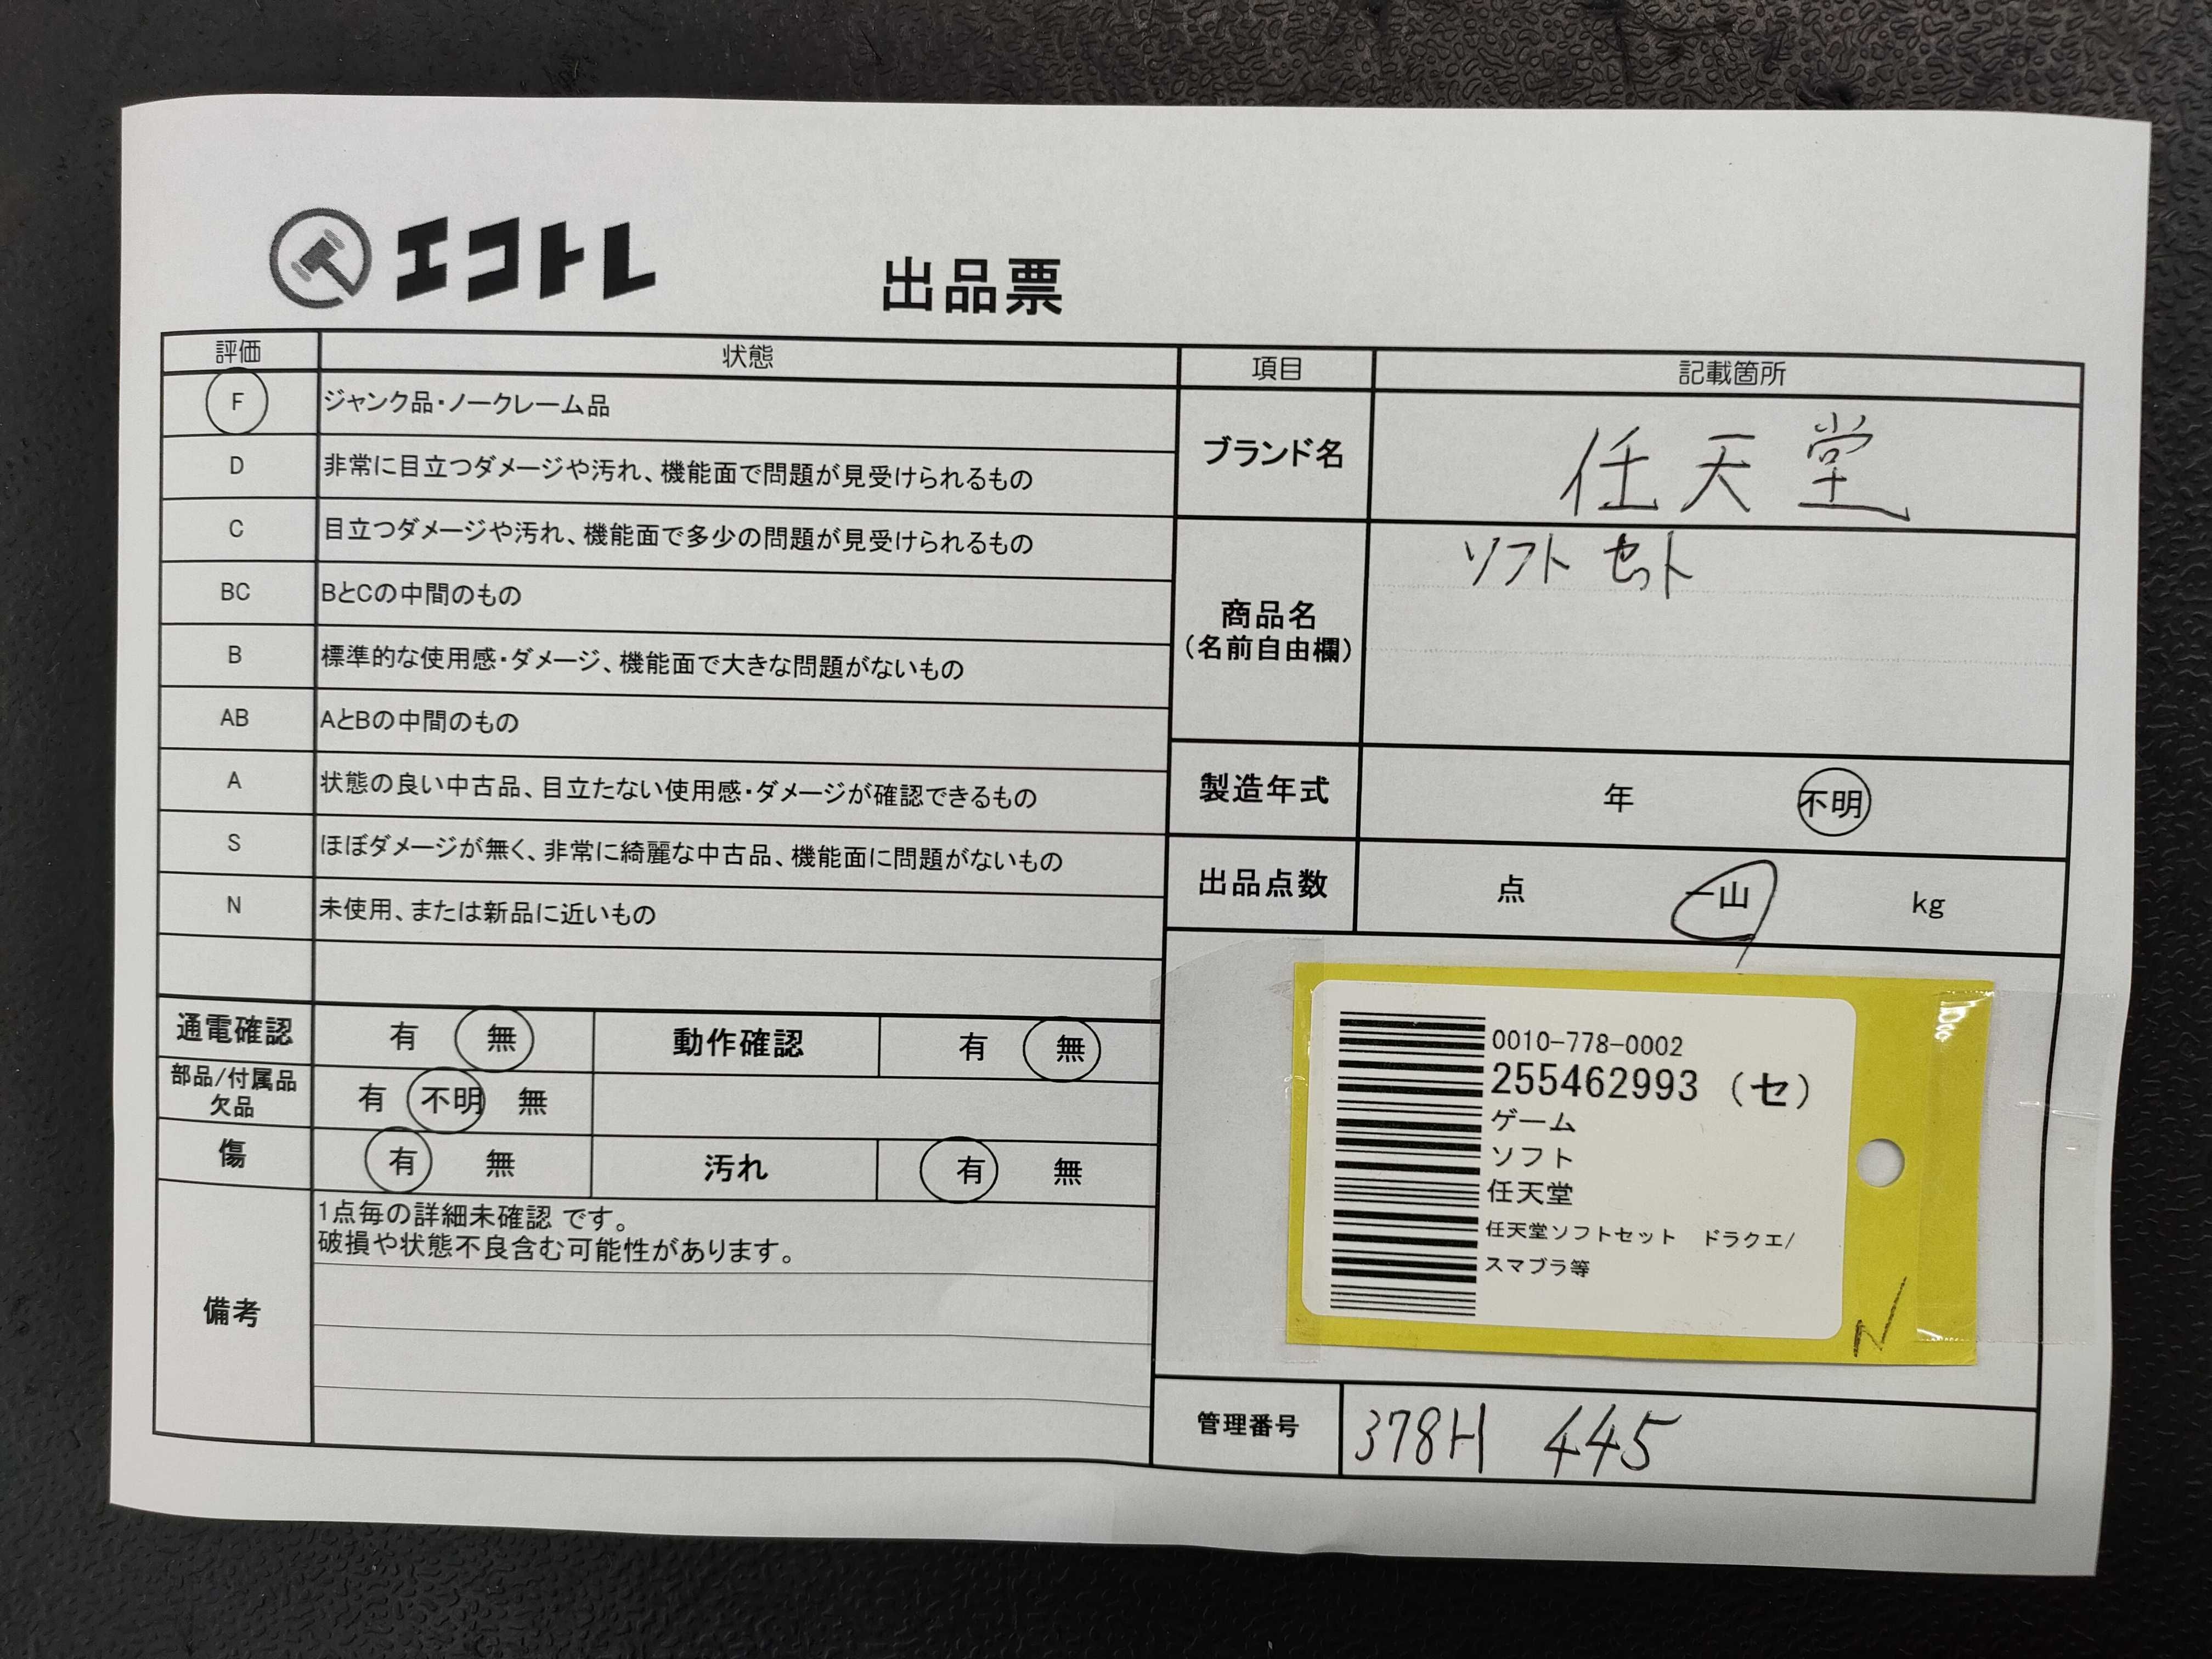 エコトレ
出品票
評価 状態
F ジャンク品・ノークレーム品
D 非常に目立つダメージや汚れ、機能面で問題が見受けられるもの
C 目立つダメージや汚れ、機能面で多少の問題が見受けられるもの
BC BとCの中間のもの
B 標準的な使用感・ダメージ、機能面で大きな問題がないもの
AB AとBの中間のもの
A 状態の良い中古品、目立たない使用感・ダメージが確認できるもの
S ほぼダメージが無く、非常に綺麗な中古品、機能面に問題がないもの
N 未使用、または新品に近いもの
通電確認 有 無 動作確認 有 無
部品/付属品
欠品 有 不明 無
傷 有 無 汚れ 有 無
備考
1点毎の詳細未確認 です。
破損や状態不良含む可能性があります。
項目 記載箇所
ブランド名 任天堂
商品名
(名前自由欄)
ソフト セット
製造年式 年 不明
出品点数 点 一山 kg
0010-778-0002
255462993 (セ)
ゲーム
ソフト
任天堂
任天堂ソフトセット ドラクエ/
スマブラ等
N
管理番号 378H 445